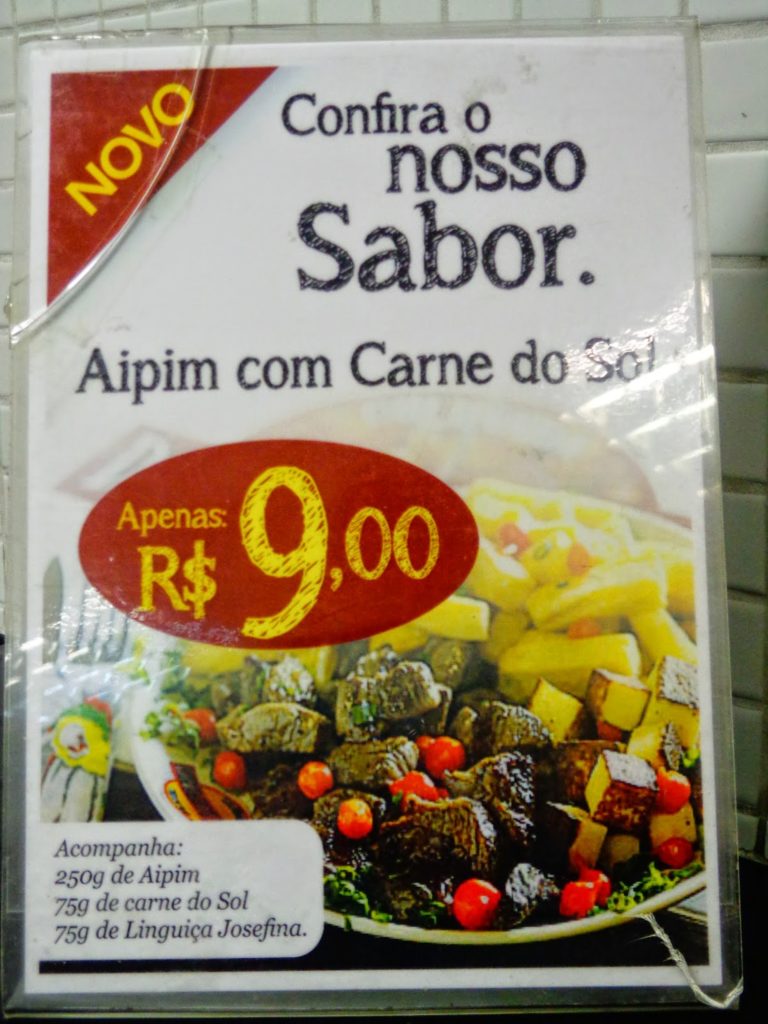 NOVO
Confira o
nosso
Sabor.
Aipim com Carne do Sol
Apenas:
R$ 9,00
Acompanha:
250g de Aipim
75g de carne do Sol
75g de Linguiça Josefina.